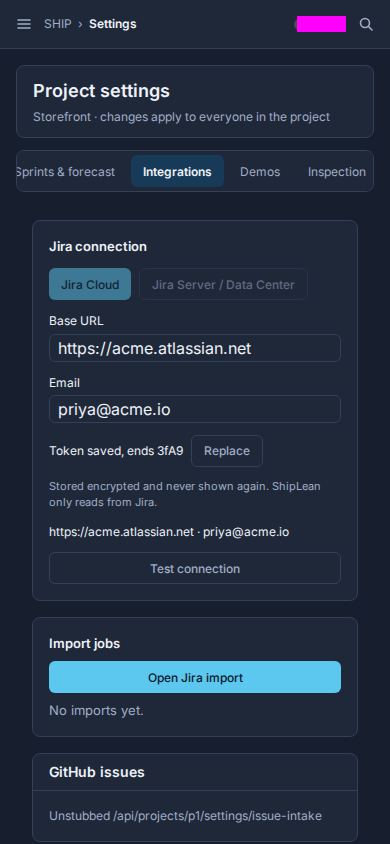 SHIP › Settings
Project settings
Storefront · changes apply to everyone in the project
Sprints & forecast Integrations Demos Inspection
Jira connection
Jira Cloud Jira Server / Data Center
Base URL
https://acme.atlassian.net
Email
priya@acme.io
Token saved, ends 3fA9 Replace
Stored encrypted and never shown again. ShipLean
only reads from Jira.
https://acme.atlassian.net · priya@acme.io
Test connection
Import jobs
Open Jira import
No imports yet.
GitHub issues
Unstubbed /api/projects/p1/settings/issue-intake